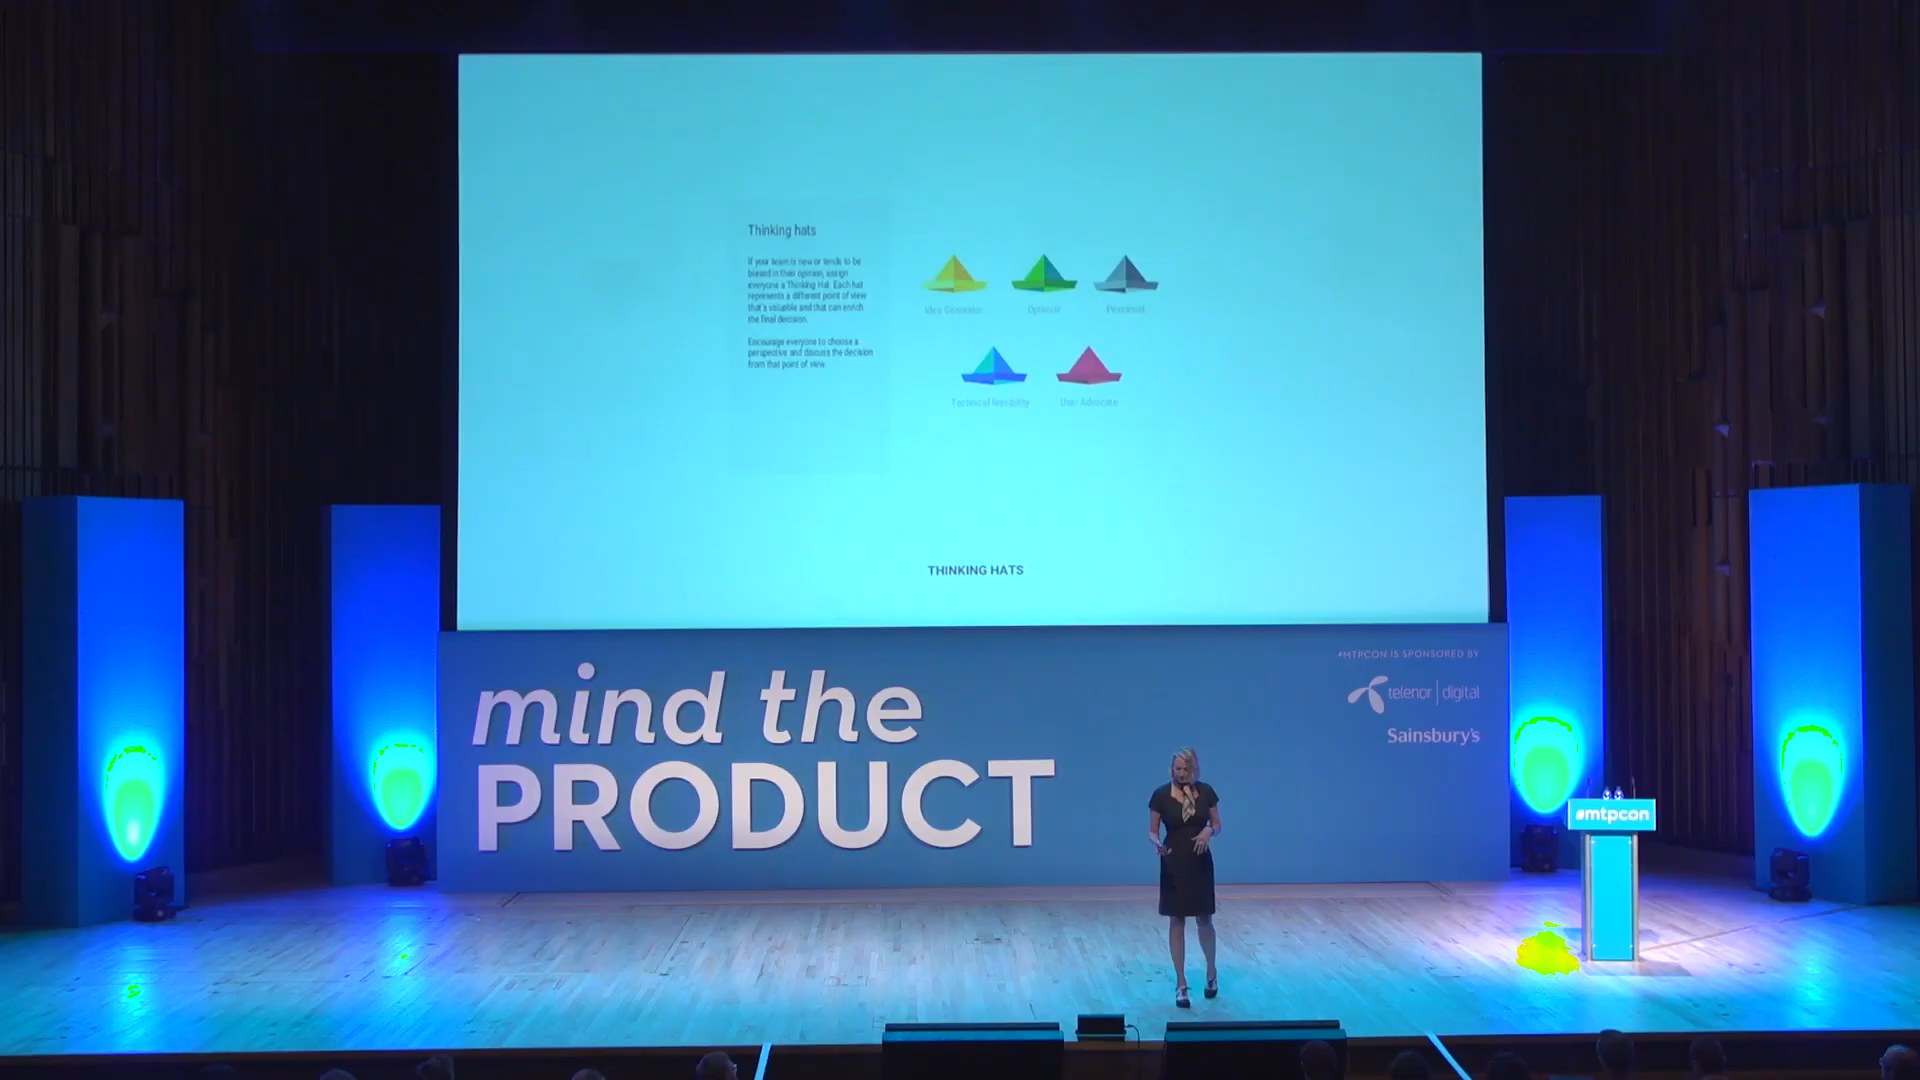 Thinking hats
If your team is new or tends to be
biased in their opinion, assign
everyone a Thinking Hat. Each hat
represents a different point of view
that's valuable and that can enrich
the final decision.
Encourage everyone to choose a
perspective and discuss the decision
from that point of view.
Idea Generator
Optimist
Pessimist
Technical feasibility
User Advocate
THINKING HATS
mind the
PRODUCT
#MTPCON IS SPONSORED BY
telenor | digital
Sainsbury's
#mtpcon